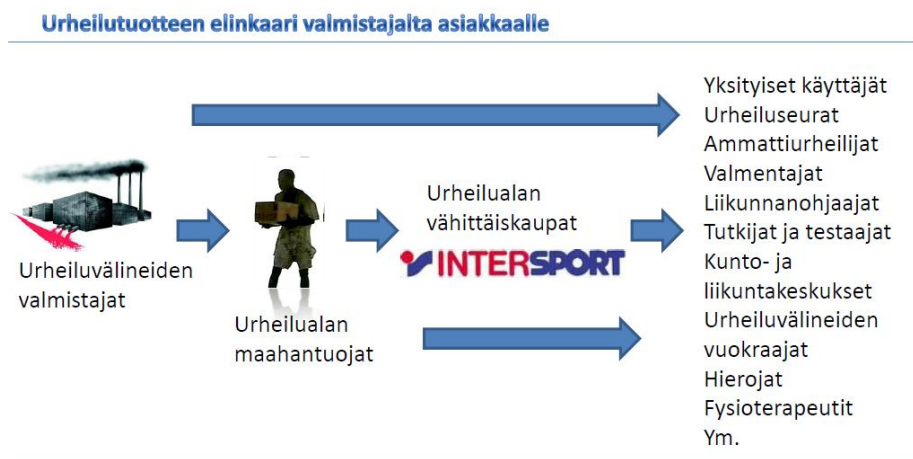 Urheilutuotteen elinkaari valmistajalta asiakkaalle
Urheiluvälineiden
valmistajat
Urheilualan
maahantuojat
Urheilualan
vähittäiskaupat
INTERSPORT
Yksityiset käyttäjät
Urheiluseurat
Ammattiurheilijat
Valmentajat
Liikunnanohjaajat
Tutkijat ja testaajat
Kunto- ja
liikuntakeskukset
Urheiluvälineiden
vuokraajat
Hierojat
Fysioterapeutit
Ym.